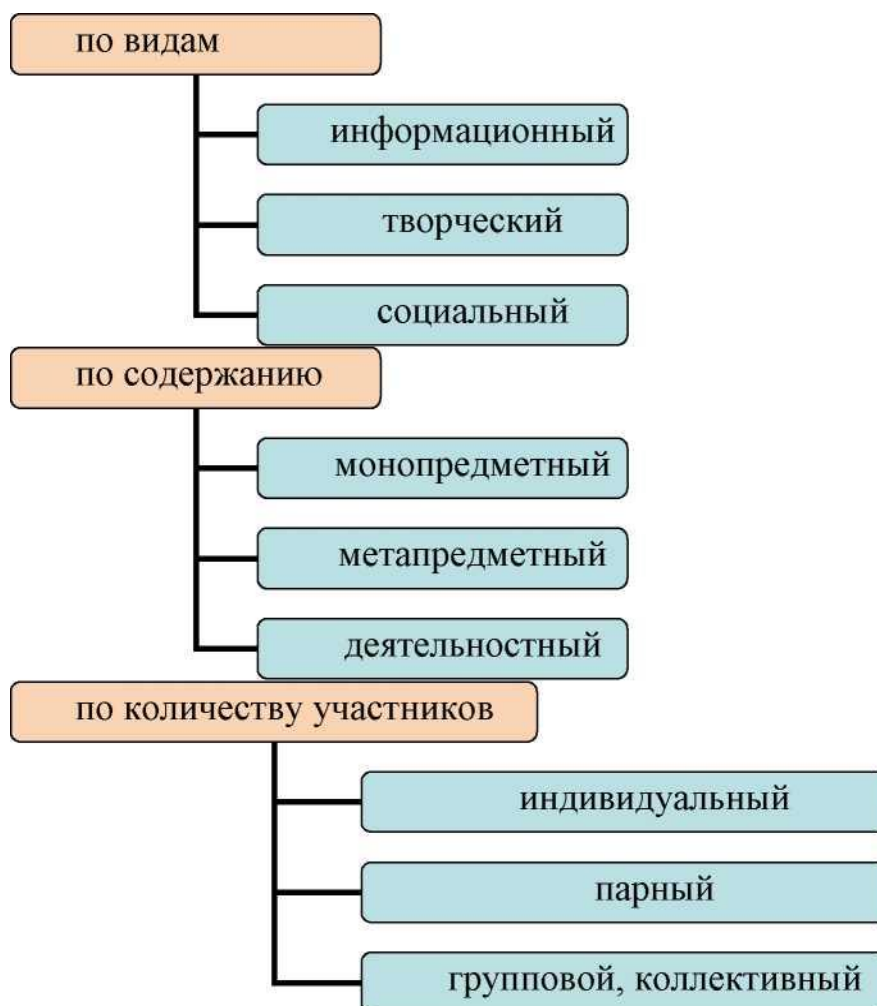 по видам
информационный
творческий
социальный
по содержанию
монопредметный
метапредметный
деятельностный
по количеству участников
индивидуальный
парный
групповой, коллективный